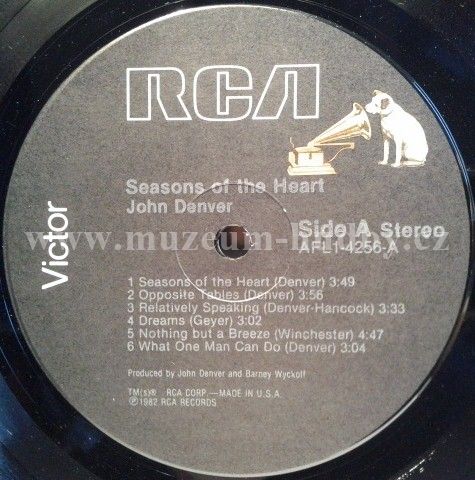 RCA
Victor
Seasons of the Heart
John Denver
Side A Stereo
AFL1-4256-A
1 Seasons of the Heart (Denver) 3:49
2 Opposite Tables (Denver) 3:56
3 Relatively Speaking (Denver-Hancock) 3:33
4 Dreams (Geyer) 3:02
5 Nothing but a Breeze (Winchester) 4:47
6 What One Man Can Do (Denver) 3:04
Produced by John Denver and Barney Wyckoff
TM(s)® RCA CORP.—MADE IN U.S.A.
℗1982 RCA RECORDS